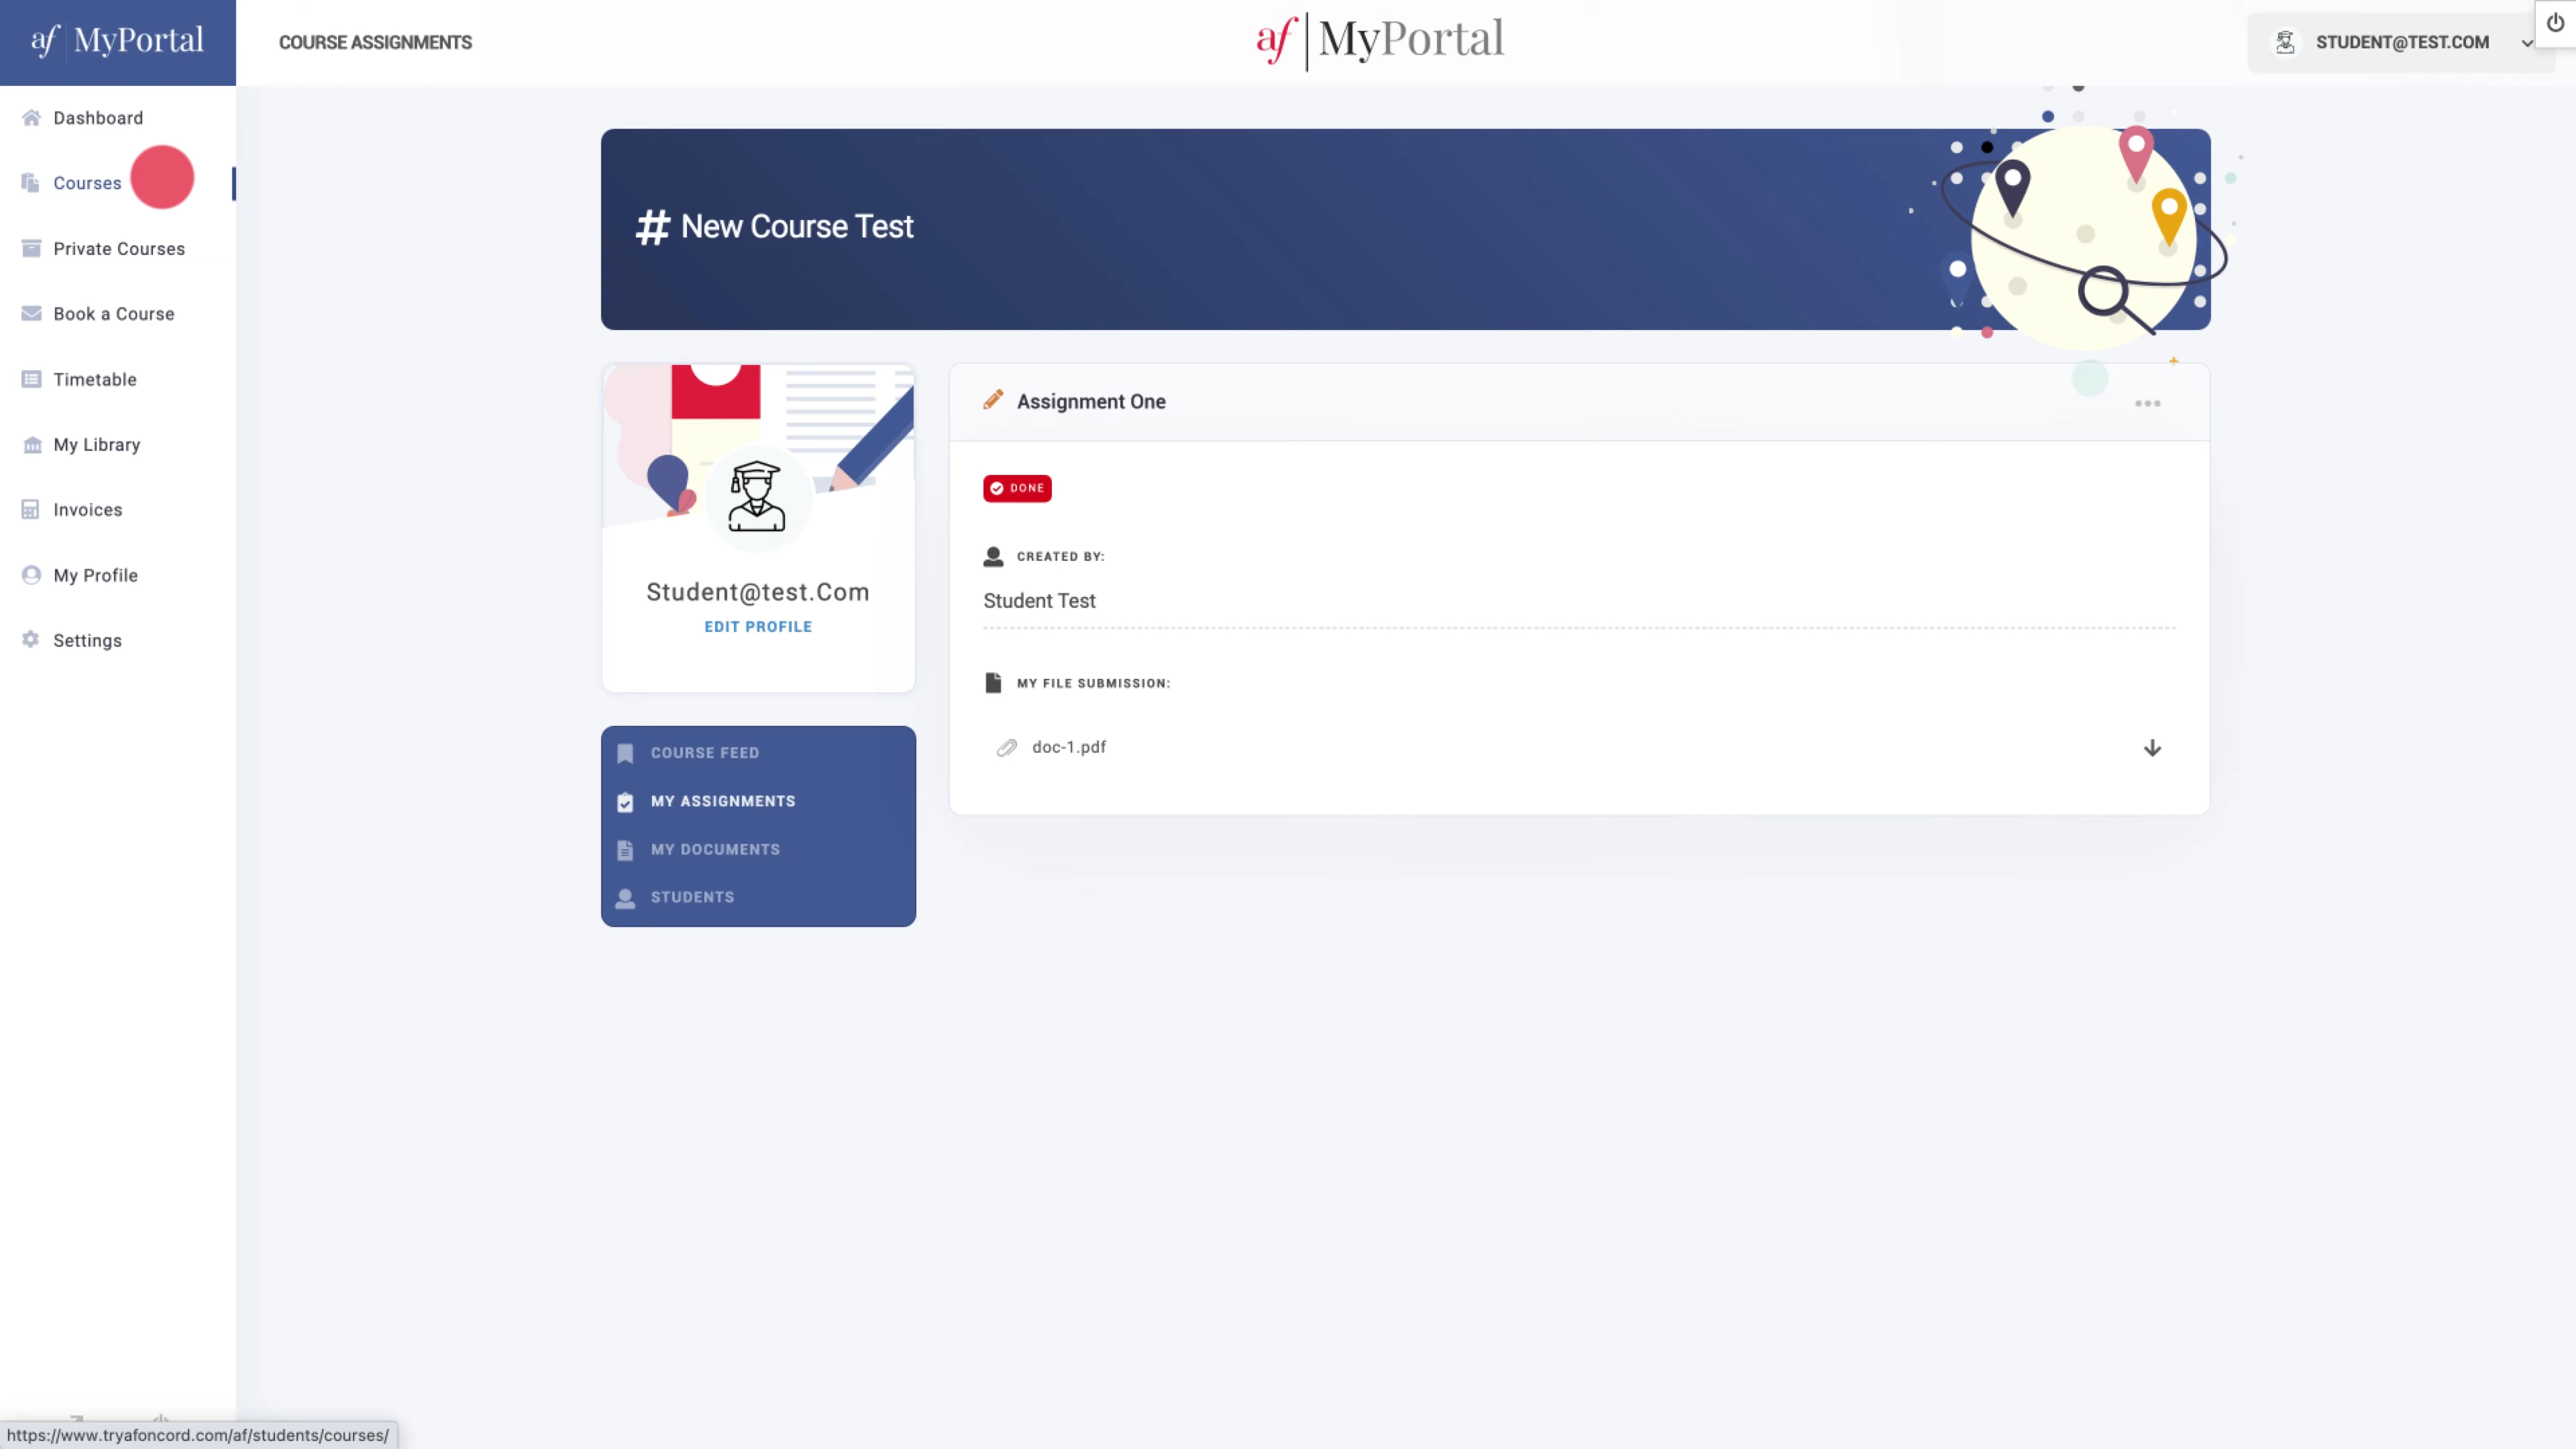 af MyPortal
COURSE ASSIGNMENTS
af MyPortal
STUDENT@TEST.COM
Dashboard
Courses
Private Courses
Book a Course
Timetable
My Library
Invoices
My Profile
Settings
# New Course Test
Student@test.Com
EDIT PROFILE
COURSE FEED
MY ASSIGNMENTS
MY DOCUMENTS
STUDENTS
Assignment One
DONE
CREATED BY:
Student Test
MY FILE SUBMISSION:
doc-1.pdf
https://www.tryafoncord.com/af/students/courses/